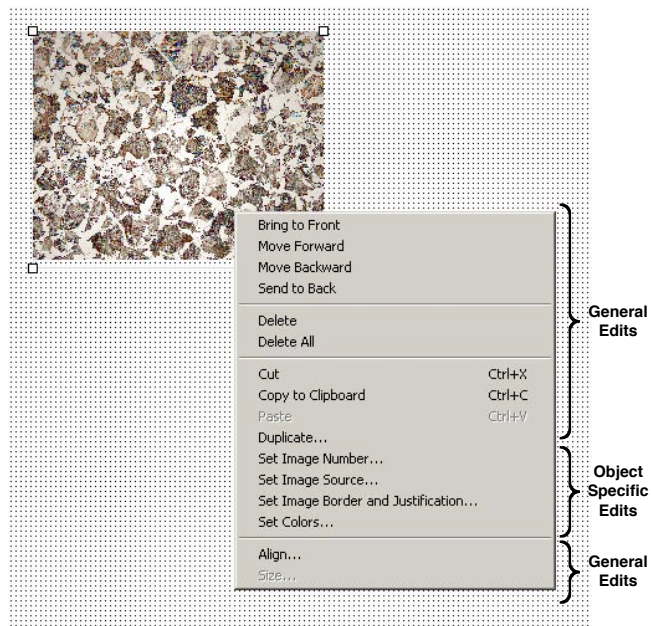 Bring to Front
Move Forward
Move Backward
Send to Back
Delete
Delete All
Cut Ctrl+X
Copy to Clipboard Ctrl+C
Paste Ctrl+V
Duplicate...
Set Image Number...
Set Image Source...
Set Image Border and Justification...
Set Colors...
Align...
Size...
General
Edits
Object
Specific
Edits
General
Edits